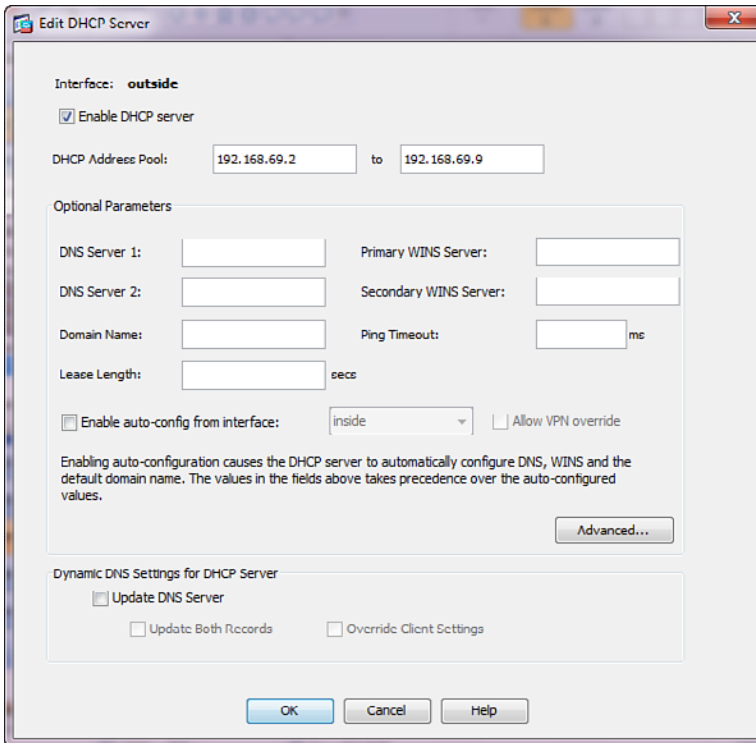 Edit DHCP Server
Interface: outside
Enable DHCP server
DHCP Address Pool: 192.168.69.2 to 192.168.69.9
Optional Parameters
DNS Server 1: Primary WINS Server:
DNS Server 2: Secondary WINS Server:
Domain Name: Ping Timeout: ms
Lease Length: secs
Enable auto-config from interface: inside Allow VPN override
Enabling auto-configuration causes the DHCP server to automatically configure DNS, WINS and the
default domain name. The values in the fields above takes precedence over the auto-configured
values.
Advanced...
Dynamic DNS Settings for DHCP Server
Update DNS Server
Update Both Records Override Client Settings
OK Cancel Help